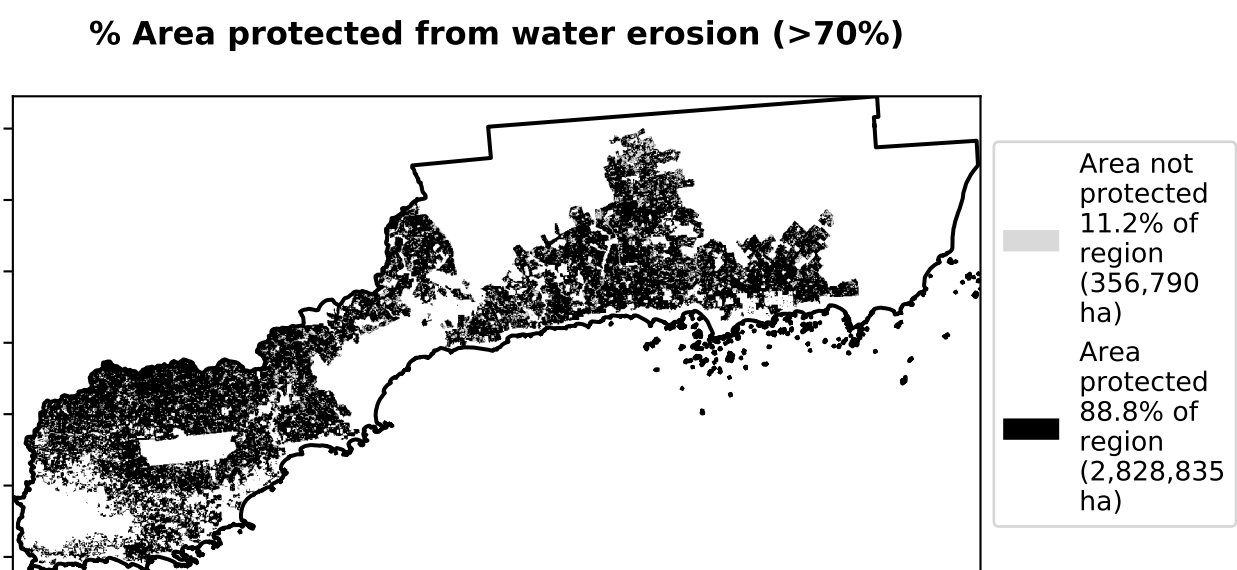 % Area protected from water erosion (>70%)
Area not
protected
11.2% of
region
(356,790
ha)
Area
protected
88.8% of
region
(2,828,835
ha)